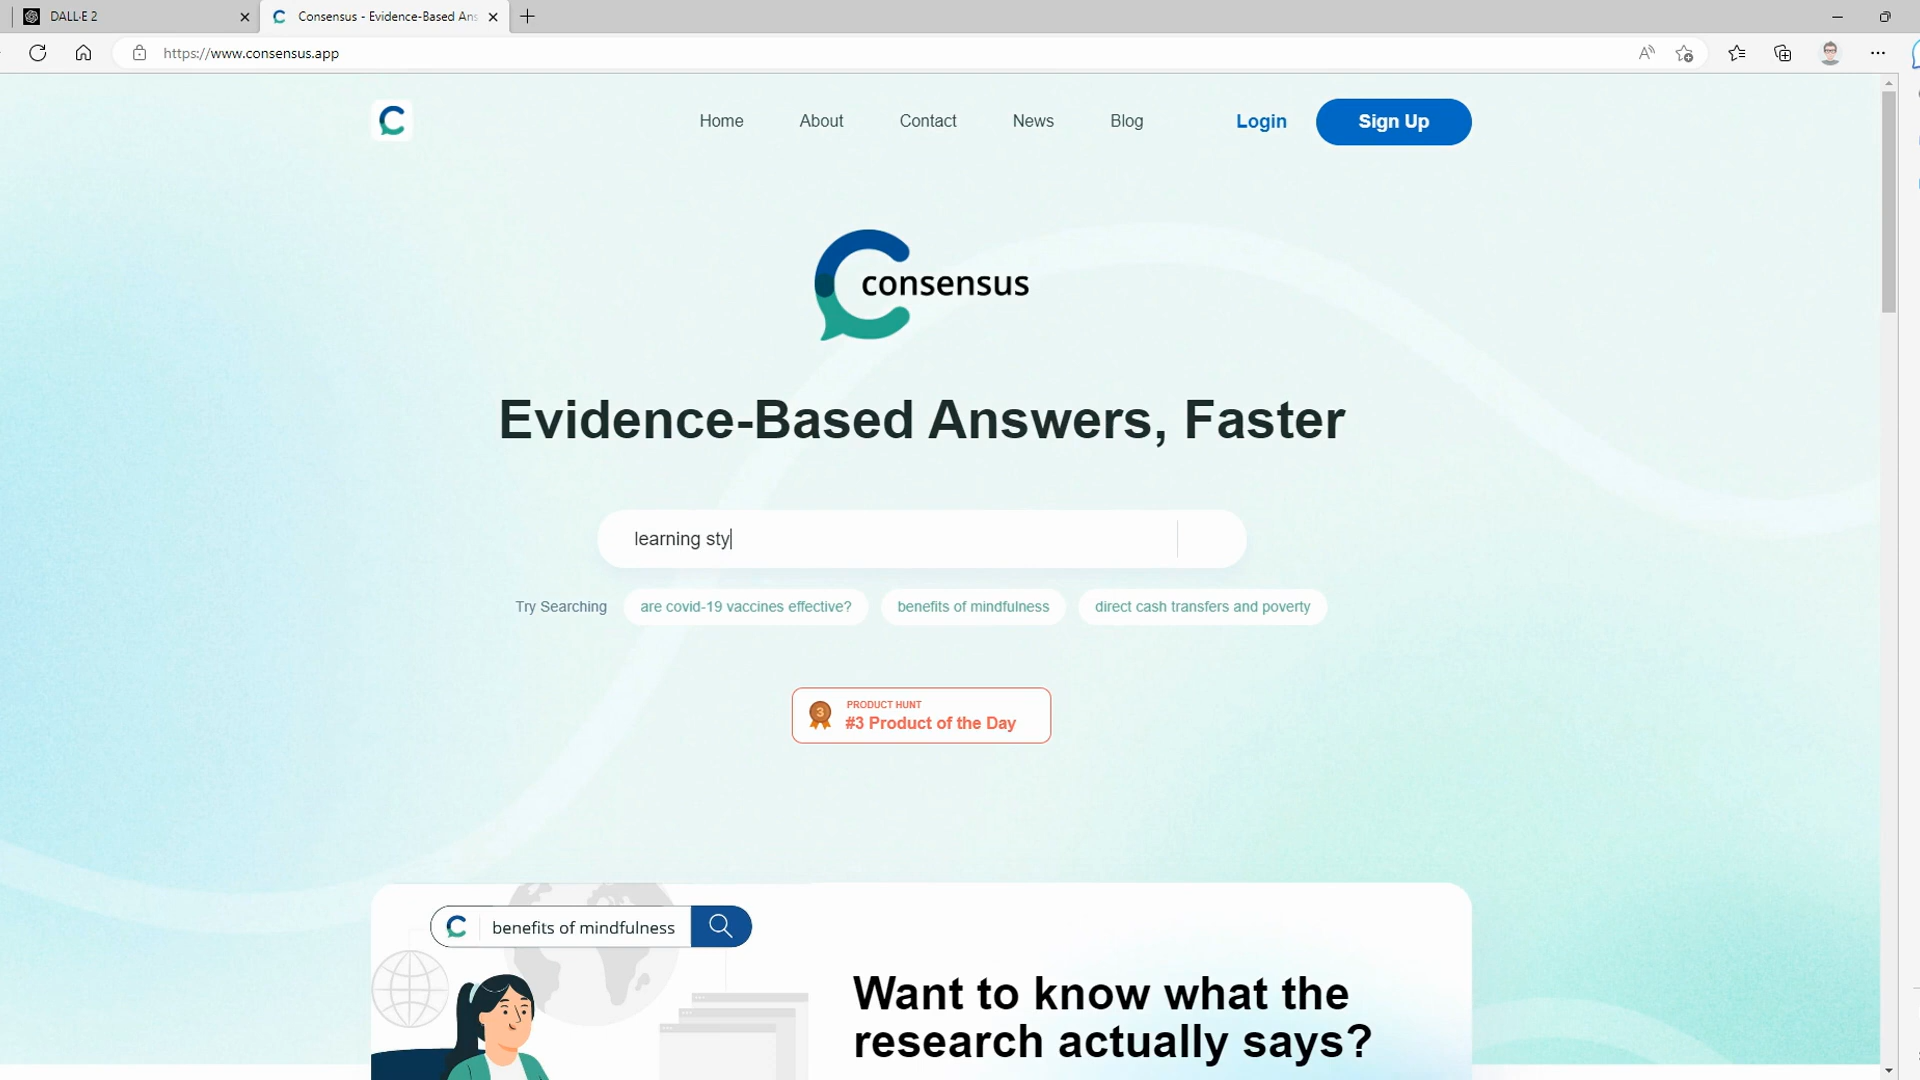 DALL·E 2
Consensus - Evidence-Based Ans
https://www.consensus.app
Home
About
Contact
News
Blog
Login
Sign Up
consensus
Evidence-Based Answers, Faster
learning sty
Try Searching
are covid-19 vaccines effective?
benefits of mindfulness
direct cash transfers and poverty
3
PRODUCT HUNT
#3 Product of the Day
benefits of mindfulness
Want to know what the
research actually says?